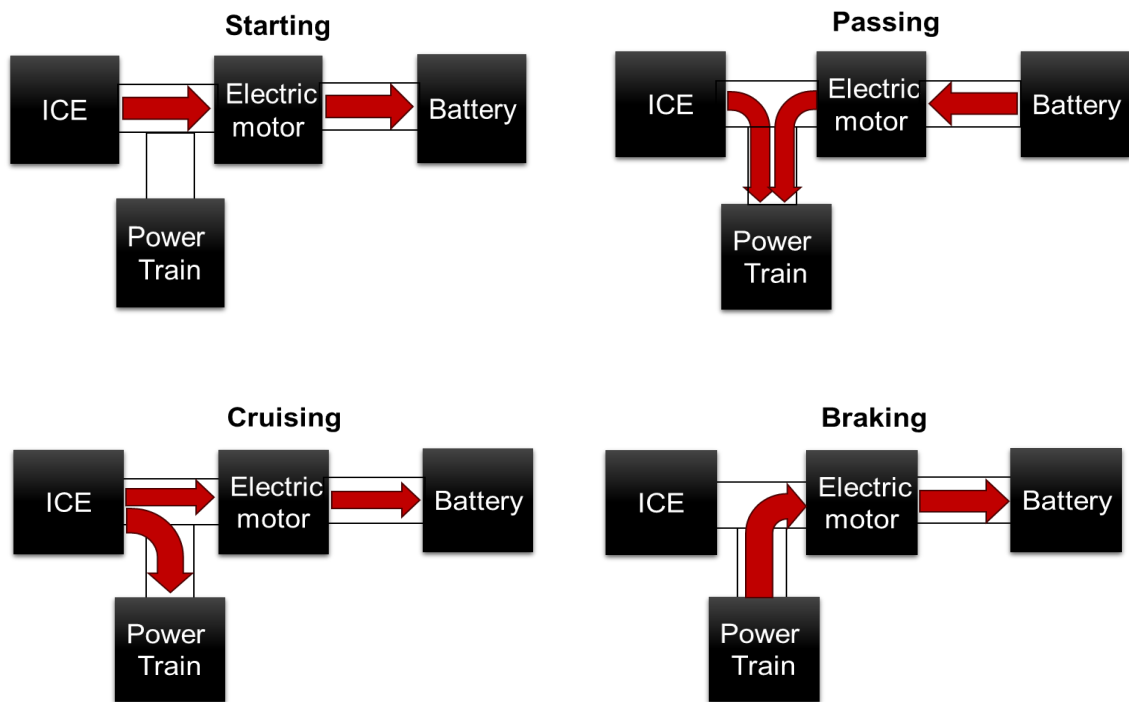 Starting
ICE
Electric
motor
Battery
Power
Train
Passing
ICE
Electric
motor
Battery
Power
Train
Cruising
ICE
Electric
motor
Battery
Power
Train
Braking
ICE
Electric
motor
Battery
Power
Train